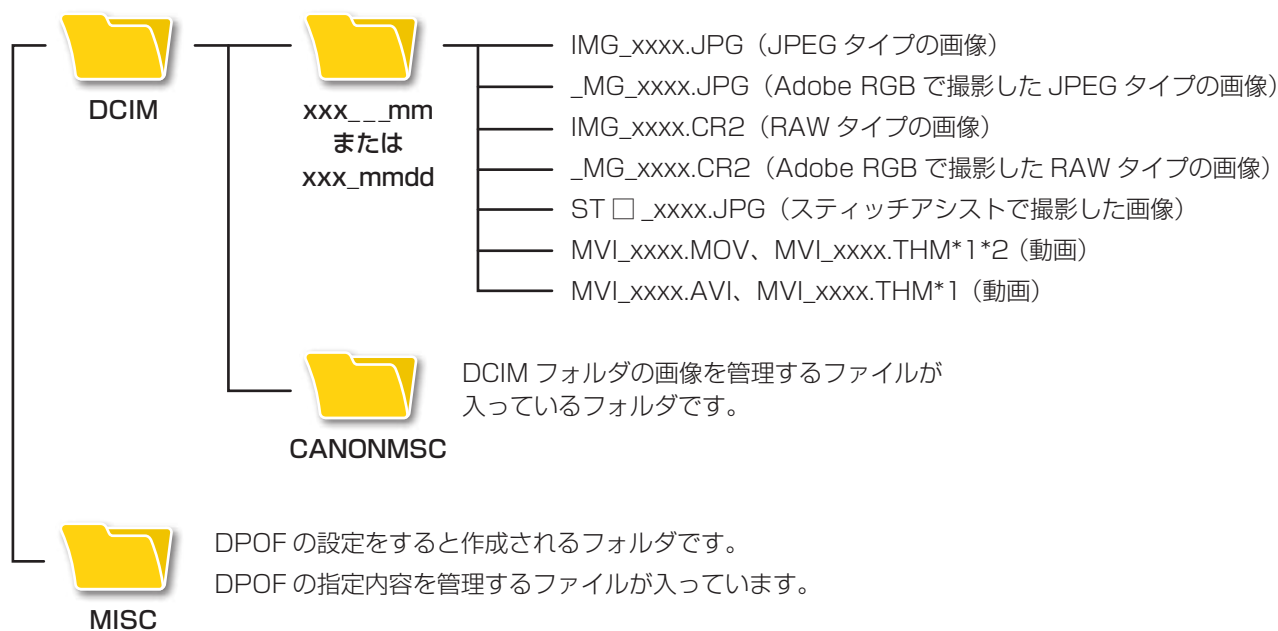 DCIM
xxx___mm
または
xxx_mmdd
IMG_xxxx.JPG（JPEG タイプの画像）
_MG_xxxx.JPG（Adobe RGB で撮影した JPEG タイプの画像）
IMG_xxxx.CR2（RAW タイプの画像）
_MG_xxxx.CR2（Adobe RGB で撮影した RAW タイプの画像）
ST □ _xxxx.JPG（スティッチアシストで撮影した画像）
MVI_xxxx.MOV、MVI_xxxx.THM*1*2（動画）
MVI_xxxx.AVI、MVI_xxxx.THM*1（動画）
CANONMSC
DCIM フォルダの画像を管理するファイルが
入っているフォルダです。
MISC
DPOF の設定をすると作成されるフォルダです。
DPOF の指定内容を管理するファイルが入っています。